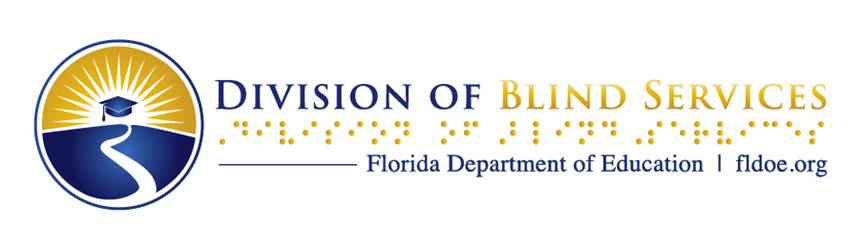 DIVISION OF BLIND SERVICES
⠠⠙⠊⠧⠊⠎⠊⠕⠝ ⠕⠋ ⠠⠃⠇⠊⠝⠙ ⠠⠎⠑⠗⠧⠊⠉⠑⠎
Florida Department of Education | fldoe.org